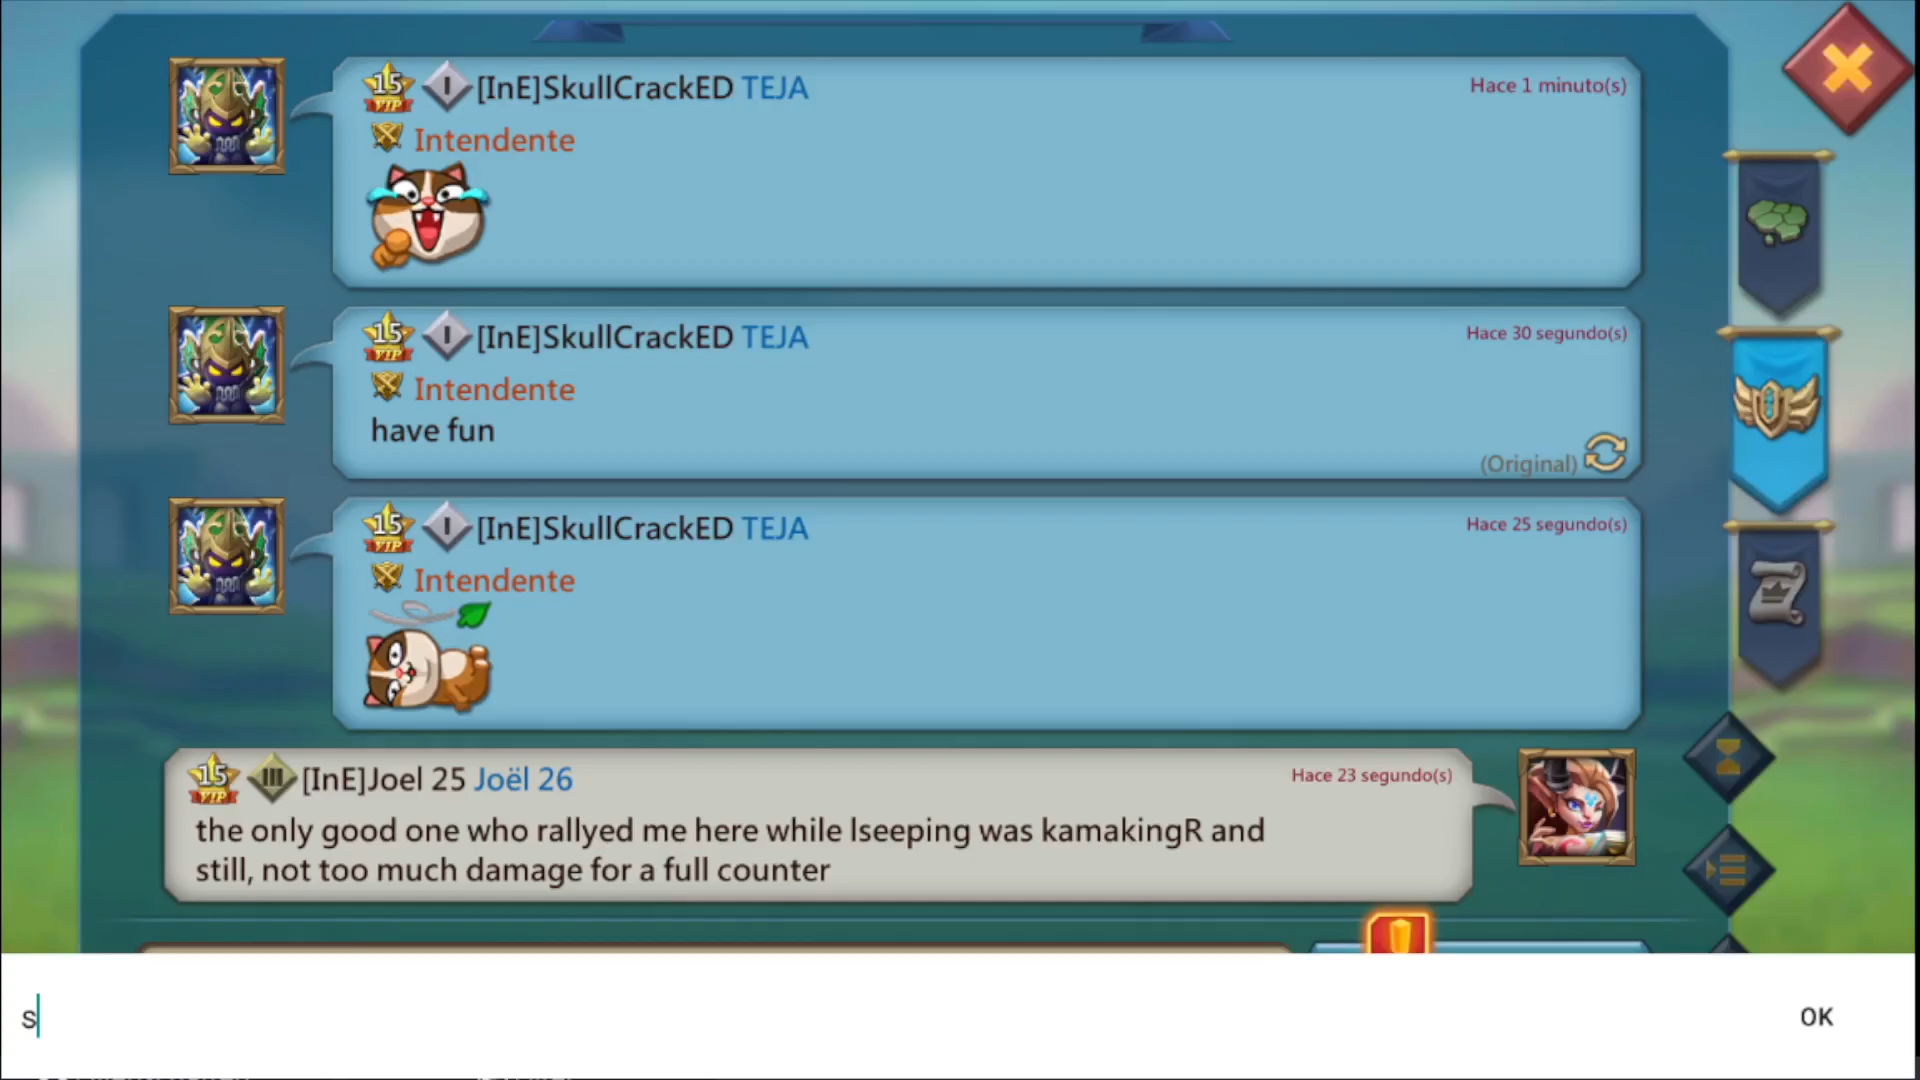 15 VIP I [InE]SkullCrackED TEJA Hace 1 minuto(s)
Intendente
15 VIP I [InE]SkullCrackED TEJA Hace 30 segundo(s)
Intendente
have fun
(Original)
15 VIP I [InE]SkullCrackED TEJA Hace 25 segundo(s)
Intendente
15 VIP III [InE]Joel 25 Joël 26 Hace 23 segundo(s)
the only good one who rallyed me here while lseeping was kamakingR and
still, not too much damage for a full counter
s OK